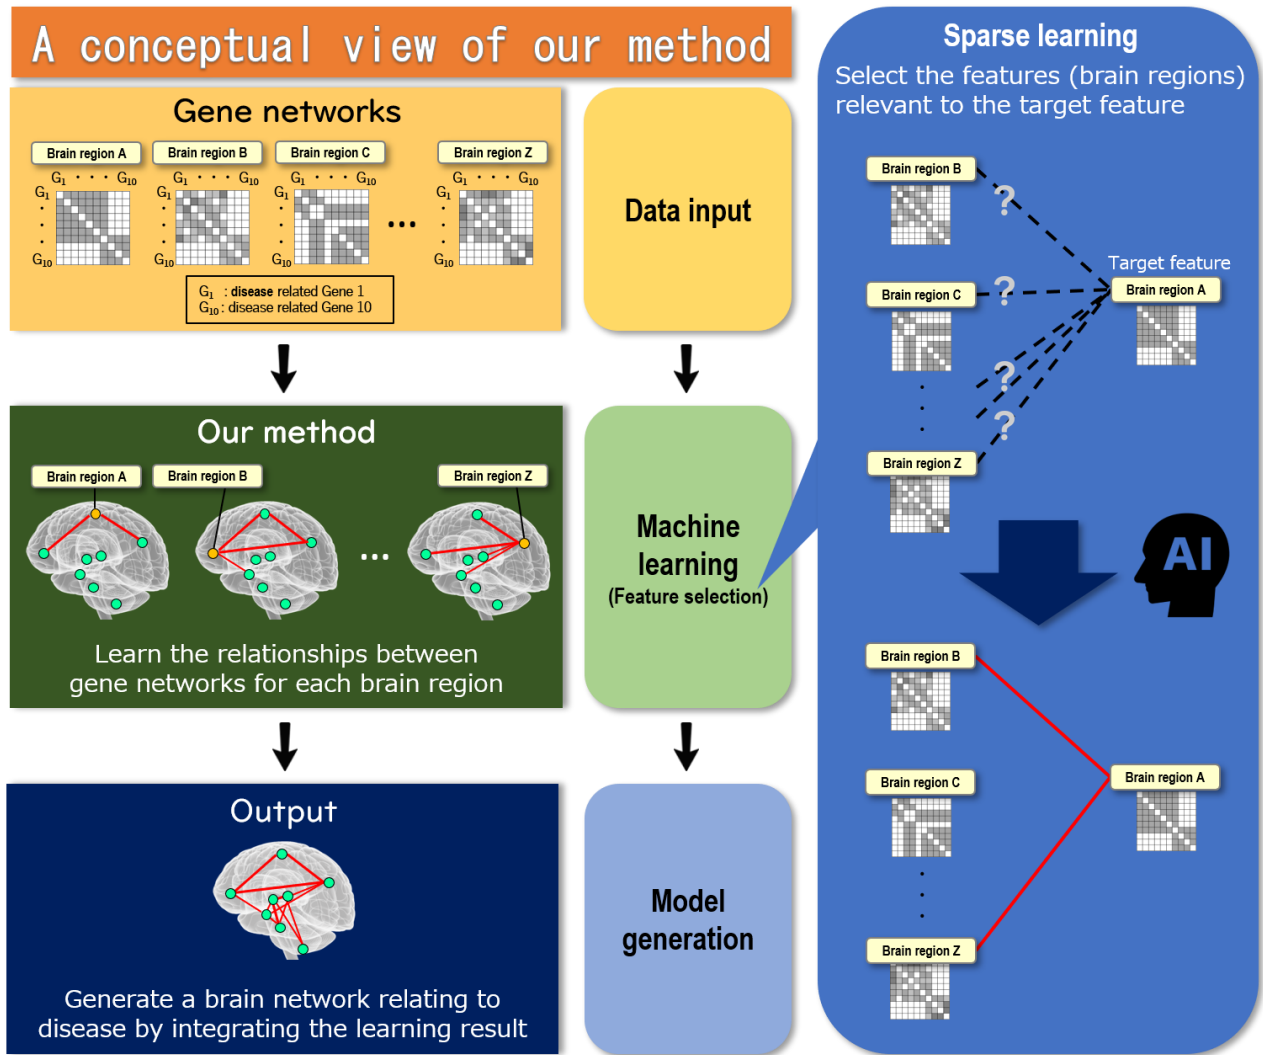 A conceptual view of our method
Gene networks
Brain region A
Brain region B
Brain region C
Brain region Z
G1 · · · G10
G1 · · · G10
G1 · · · G10
G1 · · · G10
G1
·
·
·
G10
G1
·
·
·
G10
G1
·
·
·
G10
...
G1
·
·
·
G10
G1 : disease related Gene 1
G10 : disease related Gene 10
Data input
Our method
Brain region A
Brain region B
Brain region Z
...
Learn the relationships between
gene networks for each brain region
Machine
learning
(Feature selection)
Output
Generate a brain network relating to
disease by integrating the learning result
Model
generation
Sparse learning
Select the features (brain regions)
relevant to the target feature
Brain region B
?
Target feature
Brain region A
Brain region C
?
?
?
Brain region Z
AI
Brain region B
Brain region C
Brain region A
Brain region Z